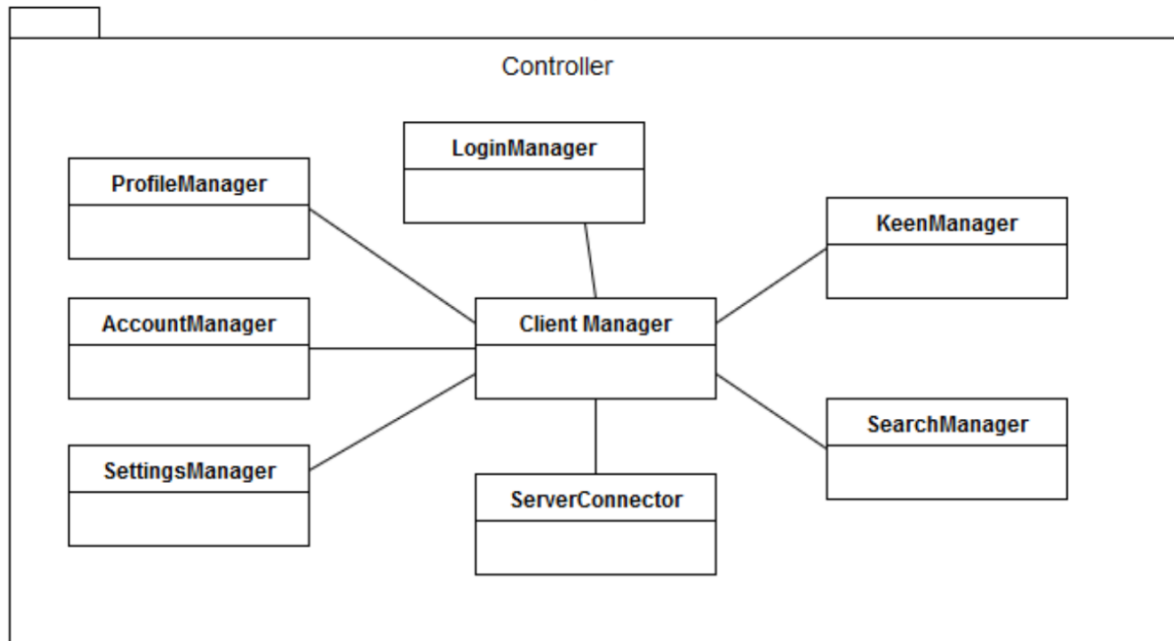 Controller
LoginManager
ProfileManager
KeenManager
AccountManager
Client Manager
SearchManager
SettingsManager
ServerConnector